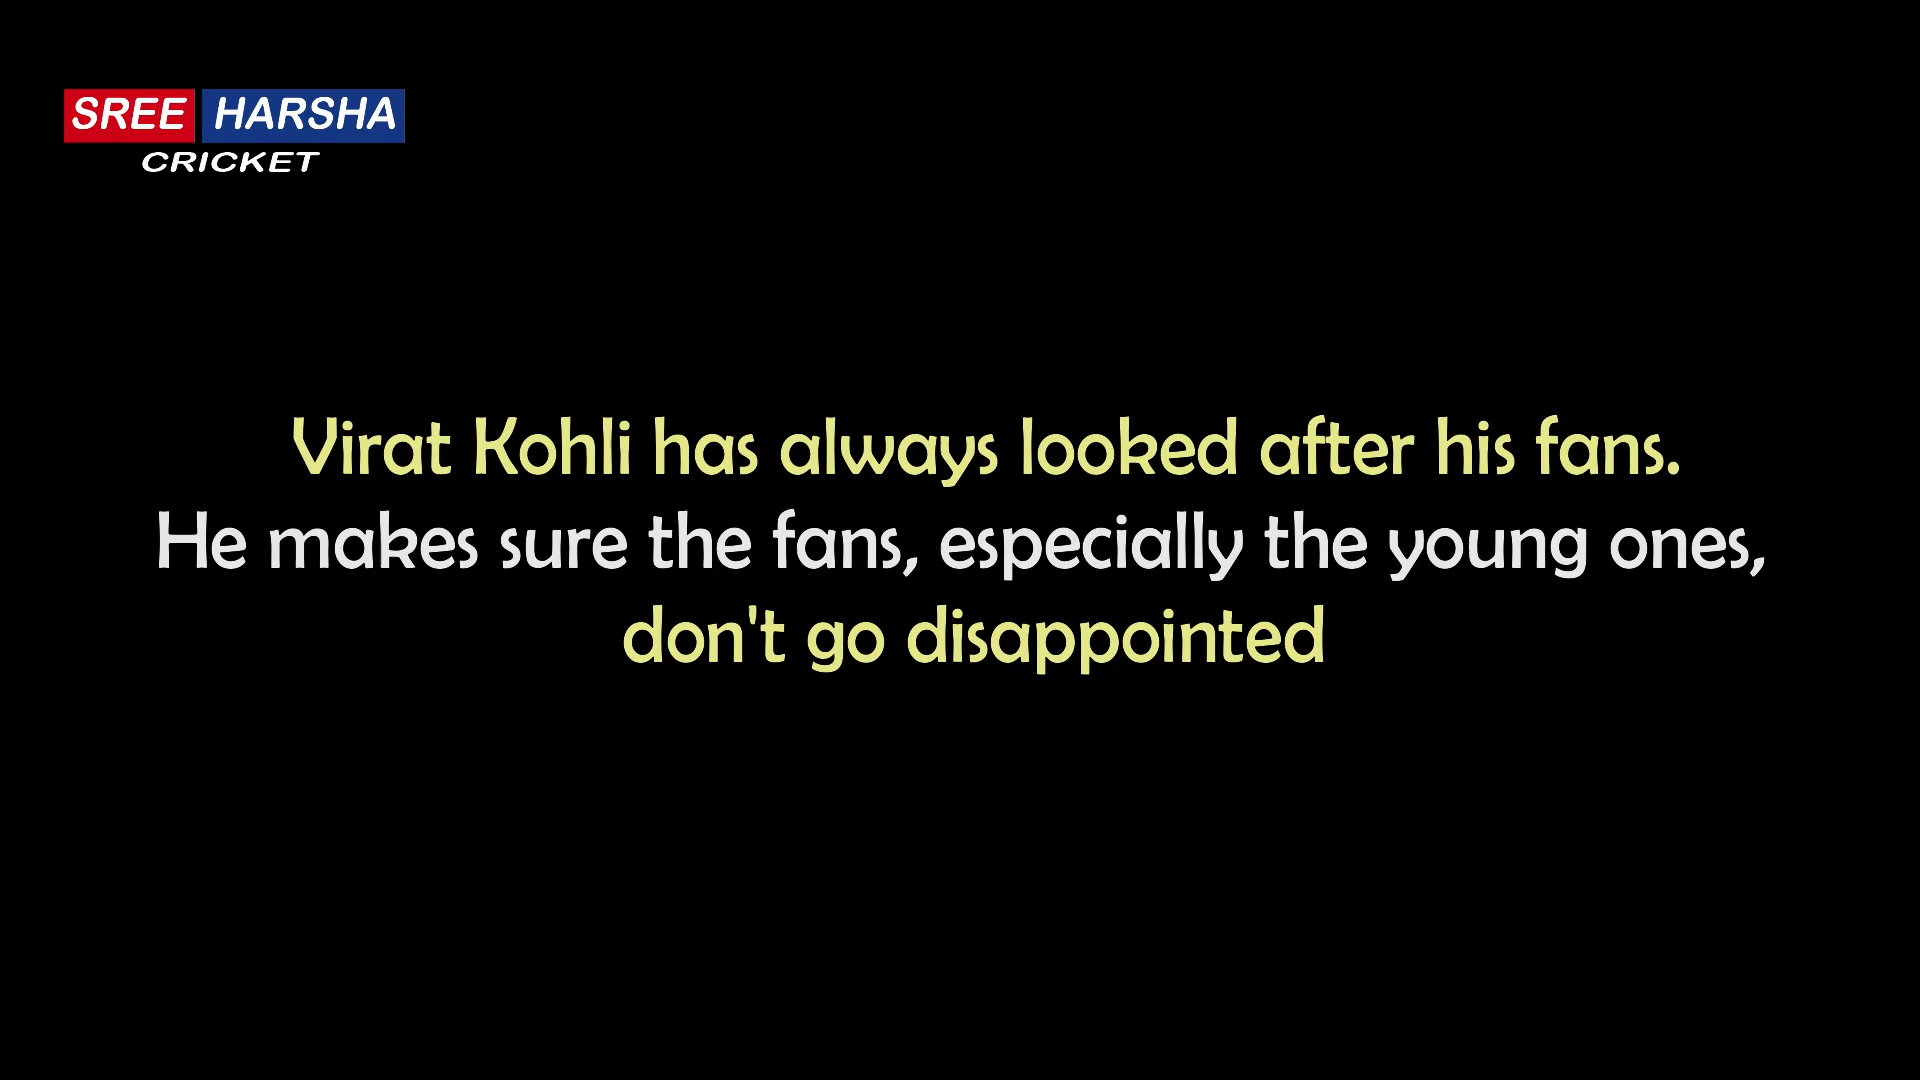 SREE HARSHA
CRICKET
Virat Kohli has always looked after his fans.
He makes sure the fans, especially the young ones,
don't go disappointed